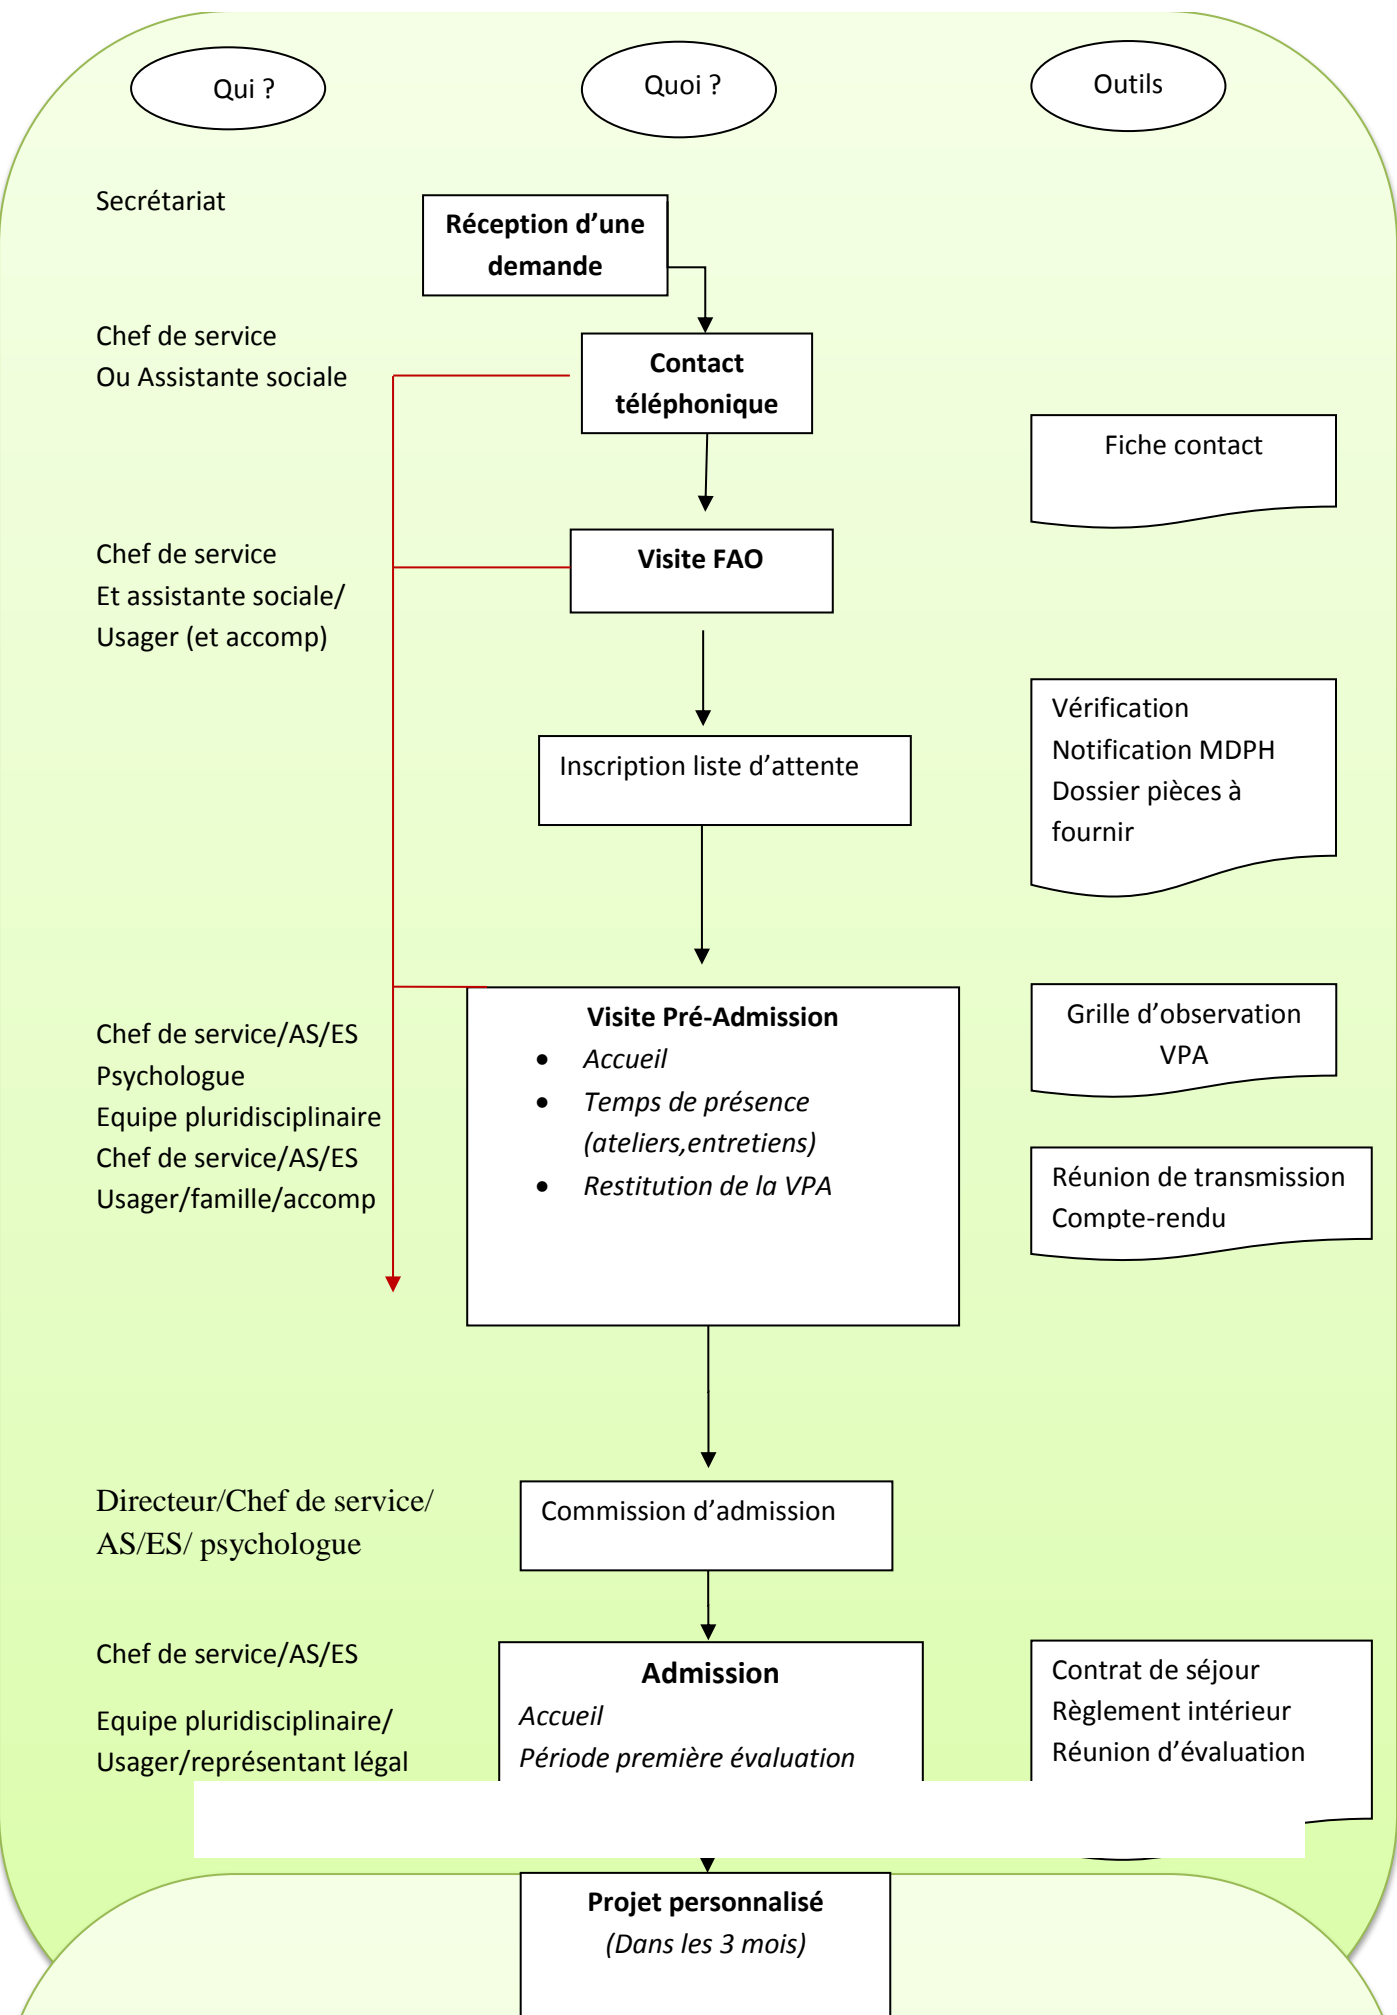 Qui ?
Quoi ?
Outils
Secrétariat
Réception d’une
demande
Chef de service
Ou Assistante sociale
Contact
téléphonique
Fiche contact
Chef de service
Et assistante sociale/
Usager (et accomp)
Visite FAO
Vérification
Notification MDPH
Dossier pièces à
fournir
Inscription liste d’attente
Chef de service/AS/ES
Psychologue
Equipe pluridisciplinaire
Chef de service/AS/ES
Usager/famille/accomp
Visite Pré-Admission
• Accueil
• Temps de présence
(ateliers,entretiens)
• Restitution de la VPA
Grille d’observation
VPA
Réunion de transmission
Compte-rendu
Directeur/Chef de service/
AS/ES/ psychologue
Commission d’admission
Chef de service/AS/ES
Equipe pluridisciplinaire/
Usager/représentant légal
Admission
Accueil
Période première évaluation
Contrat de séjour
Règlement intérieur
Réunion d’évaluation
Projet personnalisé
(Dans les 3 mois)